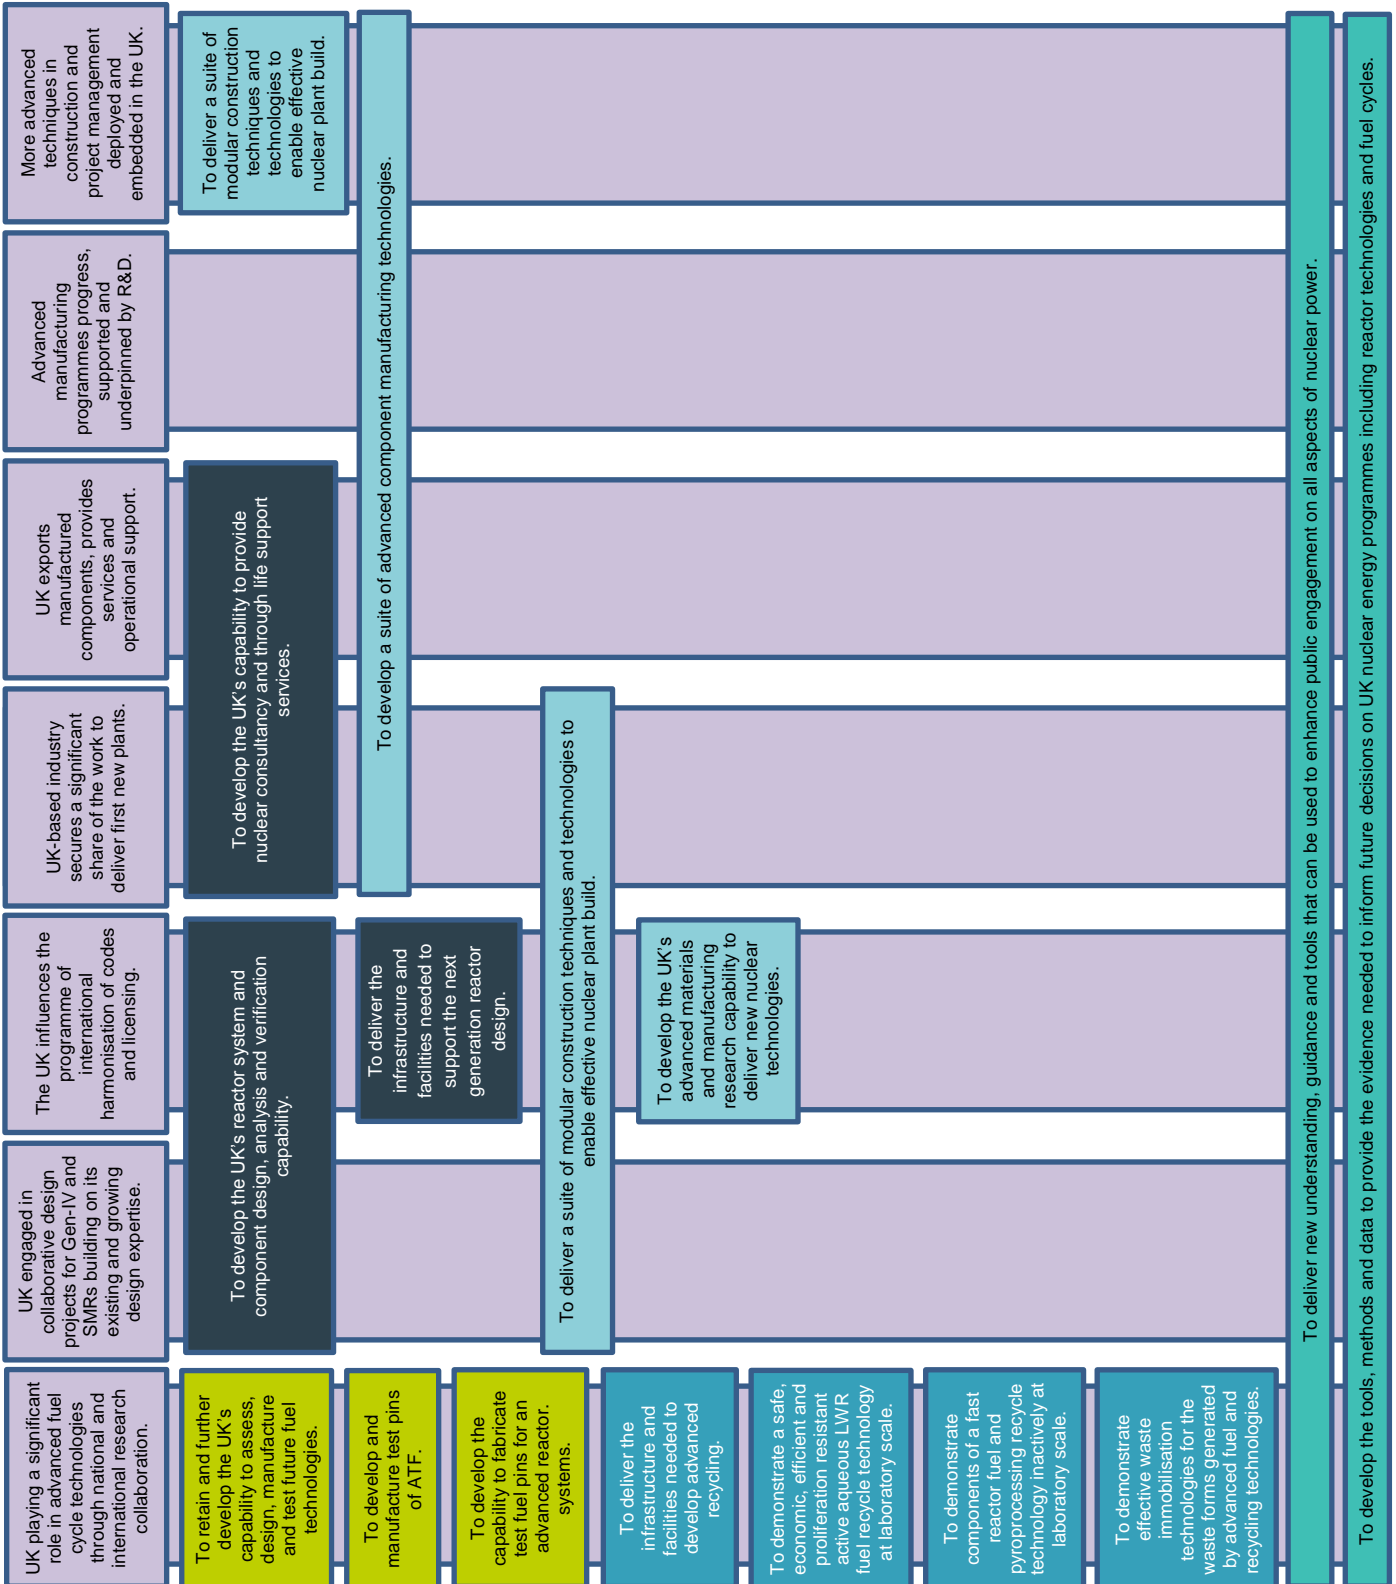 UK playing a significant
role in advanced fuel
cycle technologies
through national and
international research
collaboration.
UK engaged in
collaborative design
projects for Gen-IV and
SMRs building on its
existing and growing
design expertise.
The UK influences the
programme of
international
harmonisation of codes
and licensing.
UK-based industry
secures a significant
share of the work to
deliver first new plants.
UK exports
manufactured
components, provides
services and
operational support.
Advanced
manufacturing
programmes progress,
supported and
underpinned by R&D.
More advanced
techniques in
construction and
project management
deployed and
embedded in the UK.
To retain and further
develop the UK's
capability to assess,
design, manufacture
and test future fuel
technologies.
To develop the UK's reactor system and
component design, analysis and verification
capability.
To develop the UK's capability to provide
nuclear consultancy and through life support
services.
To deliver a suite of
modular construction
techniques and
technologies to
enable effective
nuclear plant build.
To develop and
manufacture test pins
of ATF.
To deliver the
infrastructure and
facilities needed to
support the next
generation reactor
design.
To develop a suite of advanced component manufacturing technologies.
To develop the
capability to fabricate
test fuel pins for an
advanced reactor.
systems.
To deliver a suite of modular construction techniques and technologies to
enable effective nuclear plant build.
To deliver the
infrastructure and
facilities needed to
develop advanced
recycling.
To develop the UK's
advanced materials
and manufacturing
research capability to
deliver new nuclear
technologies.
To demonstrate a safe,
economic, efficient and
proliferation resistant
active aqueous LWR
fuel recycle technology
at laboratory scale.
To demonstrate
components of a fast
reactor fuel and
pyroprocessing recycle
technology inactively at
laboratory scale.
To demonstrate
effective waste
immobilisation
technologies for the
waste forms generated
by advanced fuel and
recycling technologies.
To deliver new understanding, guidance and tools that can be used to enhance public engagement on all aspects of nuclear power.
To develop the tools, methods and data to provide the evidence needed to inform future decisions on UK nuclear energy programmes including reactor technologies and fuel cycles.